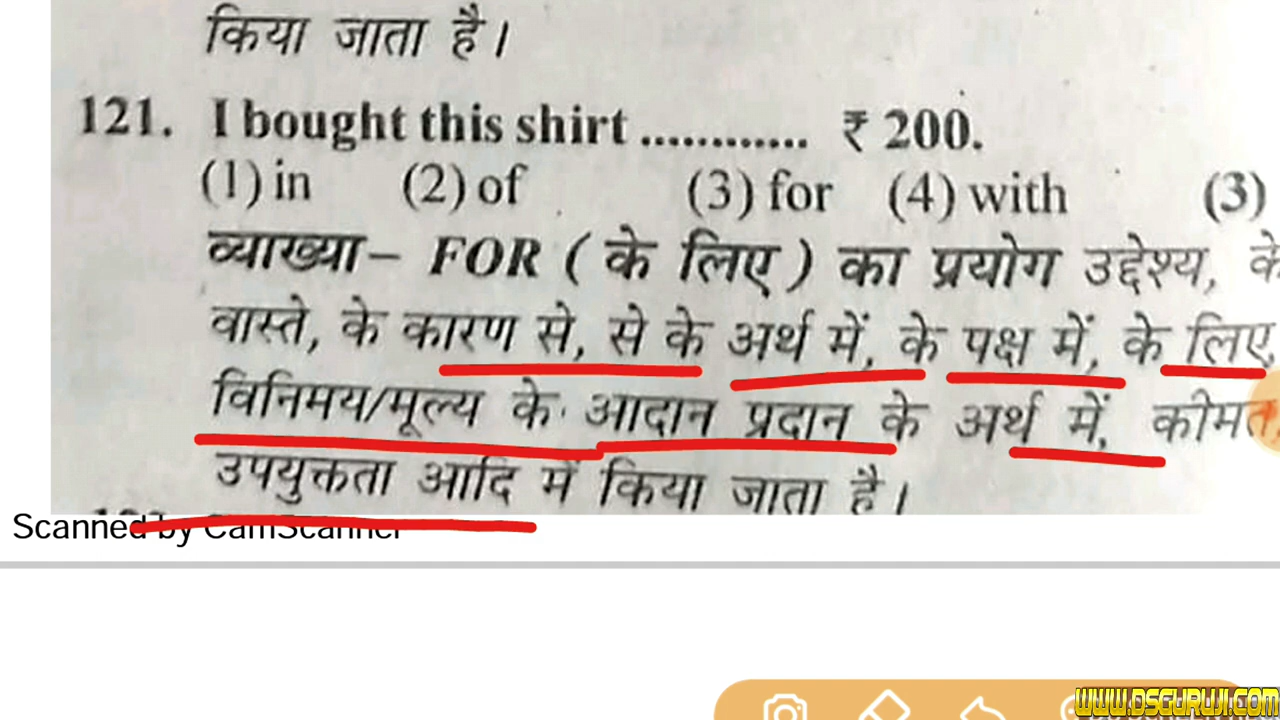 किया जाता है।
121. I bought this shirt ............ ₹ 200.
(1) in (2) of (3) for (4) with (3)
व्याख्या– FOR ( के लिए ) का प्रयोग उद्देश्य, के
वास्ते, के कारण से, से के अर्थ में, के पक्ष में, के लिए,
विनिमय/मूल्य के आदान प्रदान के अर्थ में, कीमत,
उपयुक्तता आदि में किया जाता है।
Scanned by CamScanner
WWW.DSGURUJI.COM